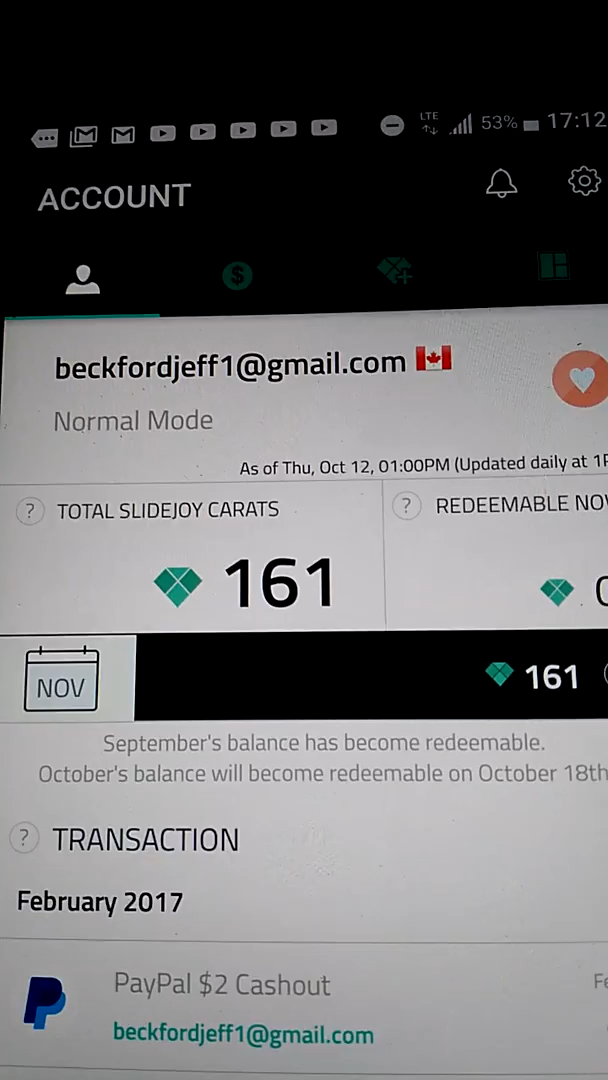 LTE 53% 17:12
ACCOUNT
beckfordjeff1@gmail.com
Normal Mode
As of Thu, Oct 12, 01:00PM (Updated daily at
? TOTAL SLIDEJOY CARATS
? REDEEMABLE
161
NOV
161
September's balance has become redeemable.
October's balance will become redeemable on October 18th
? TRANSACTION
February 2017
PayPal $2 Cashout
beckfordjeff1@gmail.com